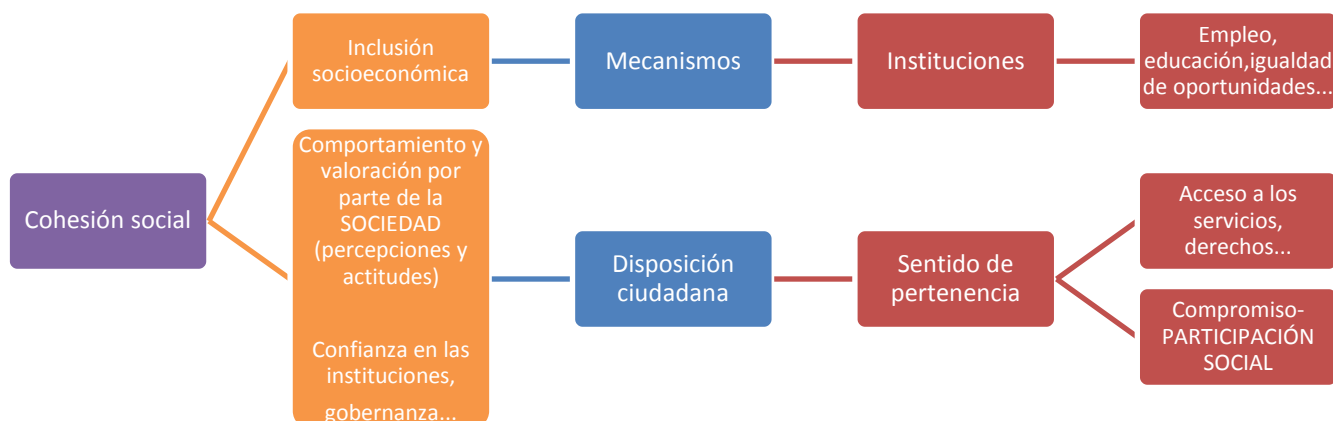 Cohesión social
Inclusión
socioeconómica
Mecanismos
Instituciones
Empleo,
educación,igualdad
de oportunidades...
Comportamiento y
valoración por
parte de la
SOCIEDAD
(percepciones y
actitudes)
Confianza en las
instituciones,
gobernanza...
Disposición
ciudadana
Sentido de
pertenencia
Acceso a los
servicios,
derechos...
Compromiso-
PARTICIPACIÓN
SOCIAL